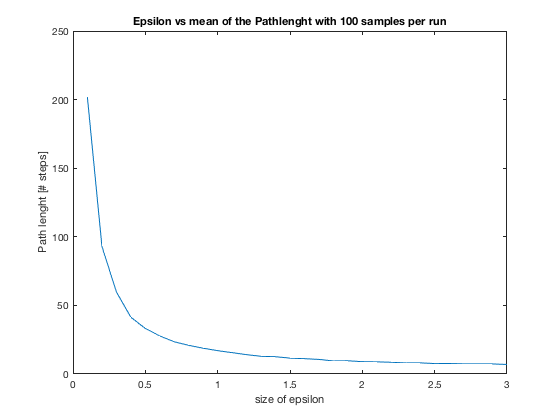 Epsilon vs mean of the Pathlenght with 100 samples per run
250
200
150
100
50
0
Path lenght [# steps]
0 0.5 1 1.5 2 2.5 3
size of epsilon